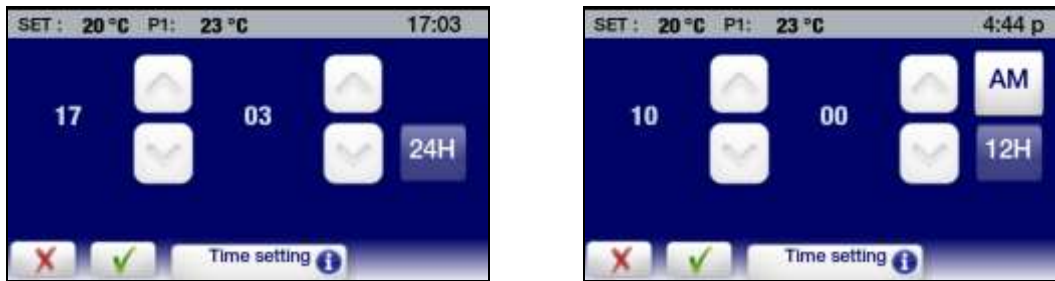 SET : 20 °C P1: 23 °C 17:03
17 03
24H
Time setting
SET : 20 °C P1: 23 °C 4:44 p
AM
10 00
12H
Time setting